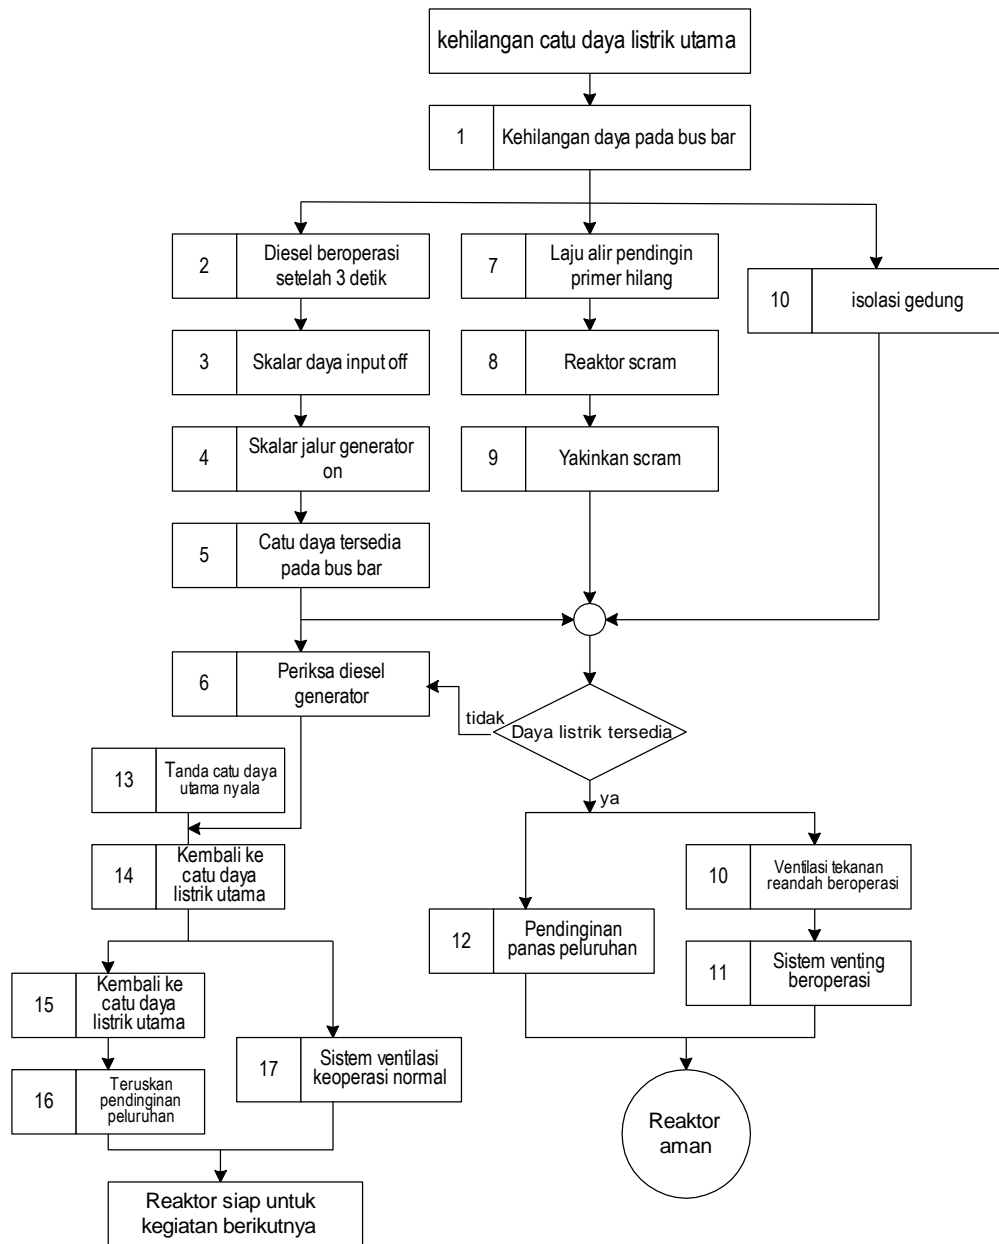 kehilangan catu daya listrik utama
1
Kehilangan daya pada bus bar
2
Diesel beroperasi
setelah 3 detik
7
Laju alir pendingin
primer hilang
10
isolasi gedung
3
Skalar daya input off
8
Reaktor scram
4
Skalar jalur generator
on
9
Yakinkan scram
5
Catu daya tersedia
pada bus bar
6
Periksa diesel
generator
tidak
Daya listrik tersedia
ya
13
Tanda catu daya
utama nyala
14
Kembali ke
catu daya
listrik utama
10
Ventilasi tekanan
reandah beroperasi
12
Pendinginan
panas peluruhan
11
Sistem venting
beroperasi
15
Kembali ke
catu daya
listrik utama
17
Sistem ventilasi
keoperasi normal
16
Teruskan
pendinginan
peluruhan
Reaktor
aman
Reaktor siap untuk
kegiatan berikutnya